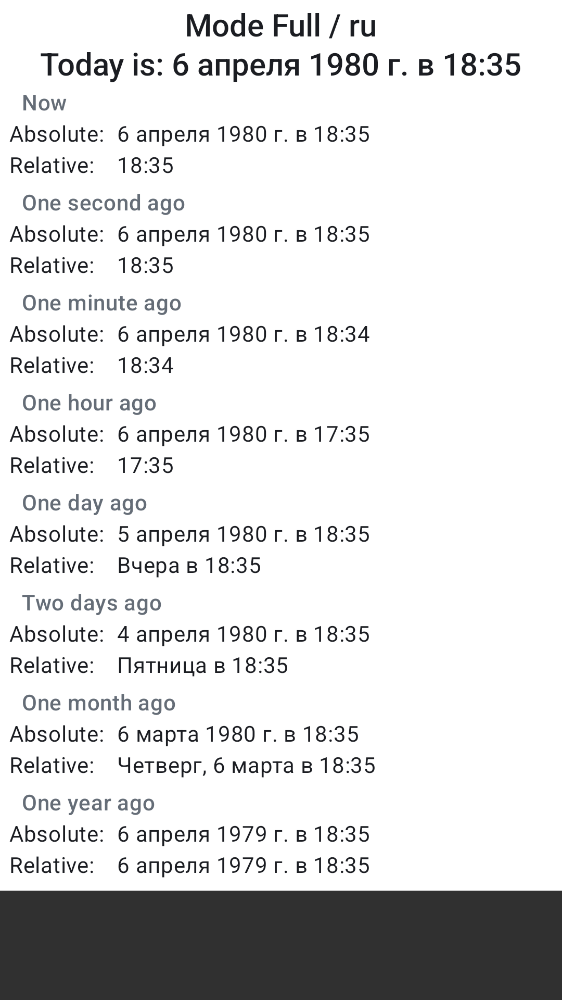 Mode Full / ru
Today is: 6 апреля 1980 г. в 18:35
Now
Absolute: 6 апреля 1980 г. в 18:35
Relative: 18:35
One second ago
Absolute: 6 апреля 1980 г. в 18:35
Relative: 18:35
One minute ago
Absolute: 6 апреля 1980 г. в 18:34
Relative: 18:34
One hour ago
Absolute: 6 апреля 1980 г. в 17:35
Relative: 17:35
One day ago
Absolute: 5 апреля 1980 г. в 18:35
Relative: Вчера в 18:35
Two days ago
Absolute: 4 апреля 1980 г. в 18:35
Relative: Пятница в 18:35
One month ago
Absolute: 6 марта 1980 г. в 18:35
Relative: Четверг, 6 марта в 18:35
One year ago
Absolute: 6 апреля 1979 г. в 18:35
Relative: 6 апреля 1979 г. в 18:35